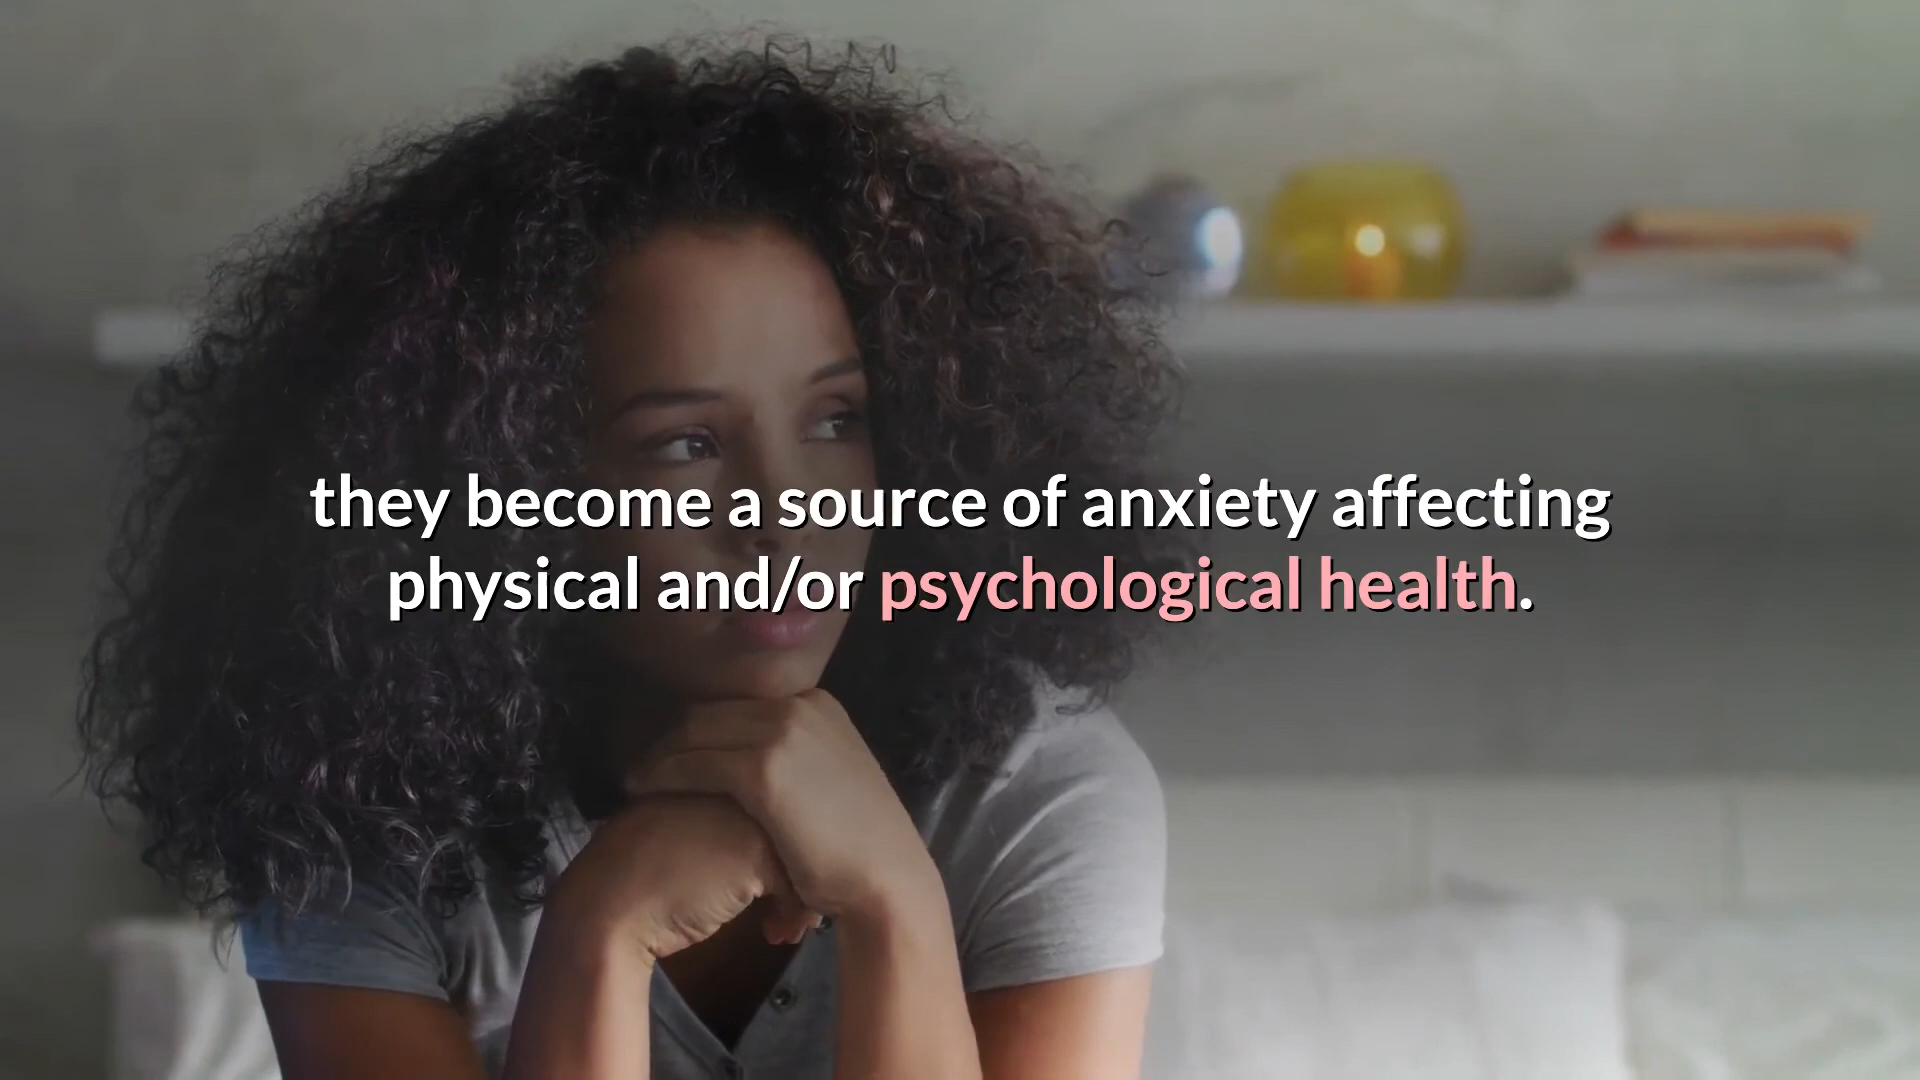 they become a source of anxiety affecting
physical and/or psychological health.